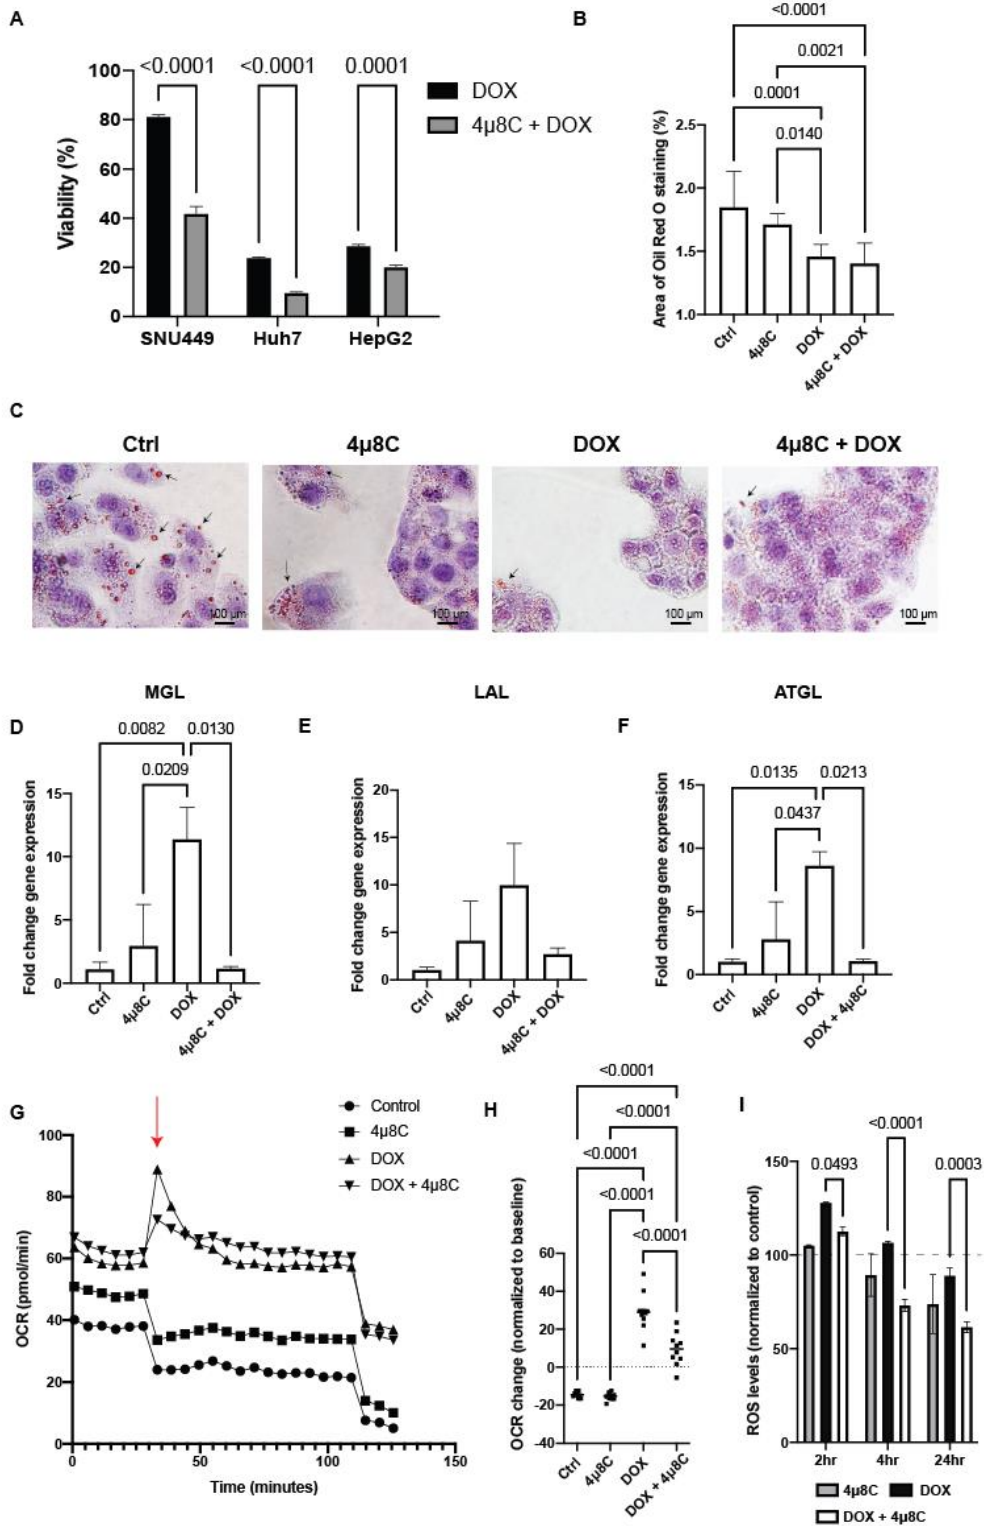 A
<0.0001 <0.0001 0.0001
100
80
60
40
20
0
Viability (%)
SNU449 Huh7 HepG2
DOX
4µ8C + DOX
B
<0.0001
0.0021
0.0001
0.0140
2.5
2.0
1.5
1.0
Area of Oil Red O staining (%)
Ctrl 4µ8C DOX 4µ8C + DOX
C
Ctrl 4µ8C DOX 4µ8C + DOX
100 µm 100 µm 100 µm 100 µm
MGL LAL ATGL
D
0.0082 0.0130
0.0209
15
10
5
0
Fold change gene expression
Ctrl 4µ8C DOX 4µ8C + DOX
E
20
15
10
5
0
Fold change gene expression
Ctrl 4µ8C DOX 4µ8C + DOX
F
0.0135 0.0213
0.0437
15
10
5
0
Fold change gene expression
Ctrl 4µ8C DOX DOX + 4µ8C
G
Control
4µ8C
DOX
DOX + 4µ8C
100
80
60
40
20
0
OCR (pmol/min)
0 50 100 150
Time (minutes)
H
<0.0001
<0.0001
<0.0001
<0.0001
<0.0001
60
40
20
0
-20
-40
OCR change (normalized to baseline)
Ctrl 4µ8C DOX DOX + 4µ8C
I
<0.0001
0.0493 0.0003
150
100
50
0
ROS levels (normalized to control)
2hr 4hr 24hr
4µ8C DOX
DOX + 4µ8C